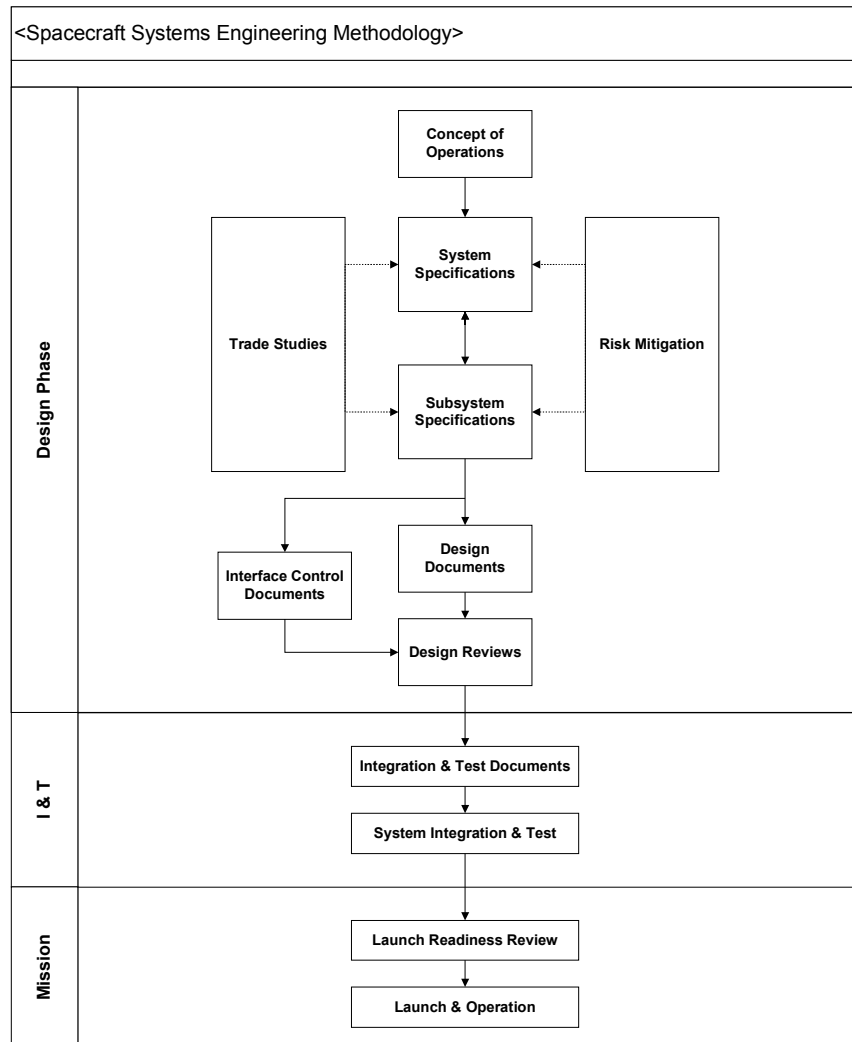 <Spacecraft Systems Engineering Methodology>
Design Phase
Concept of
Operations
Trade Studies
System
Specifications
Risk Mitigation
Subsystem
Specifications
Interface Control
Documents
Design
Documents
Design Reviews
I & T
Integration & Test Documents
System Integration & Test
Mission
Launch Readiness Review
Launch & Operation